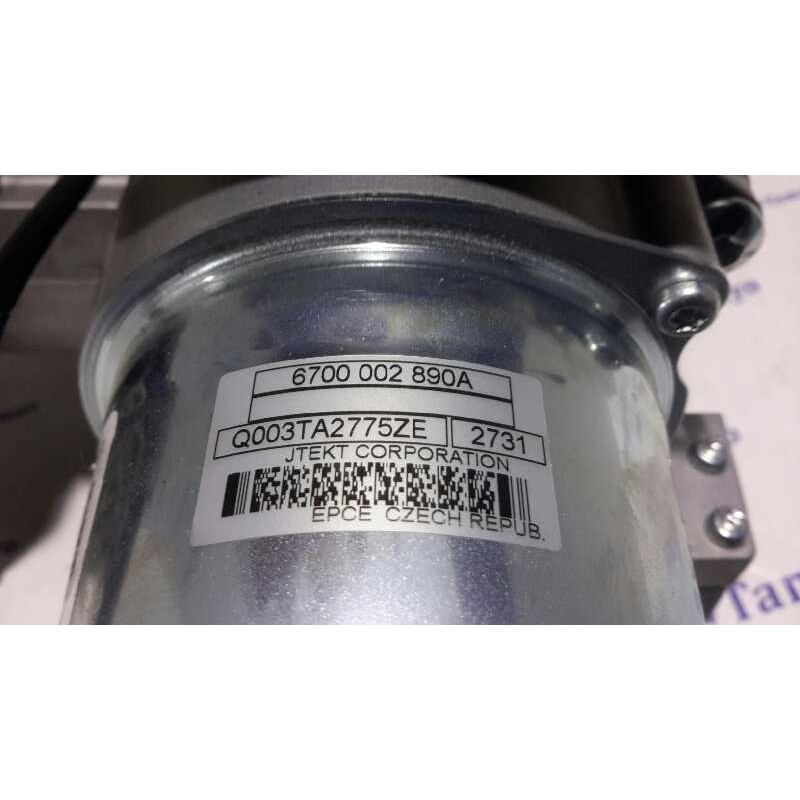 6700 002 890A
Q003TA2775ZE 2731
JTEKT CORPORATION
EPCE CZECH REPUB.